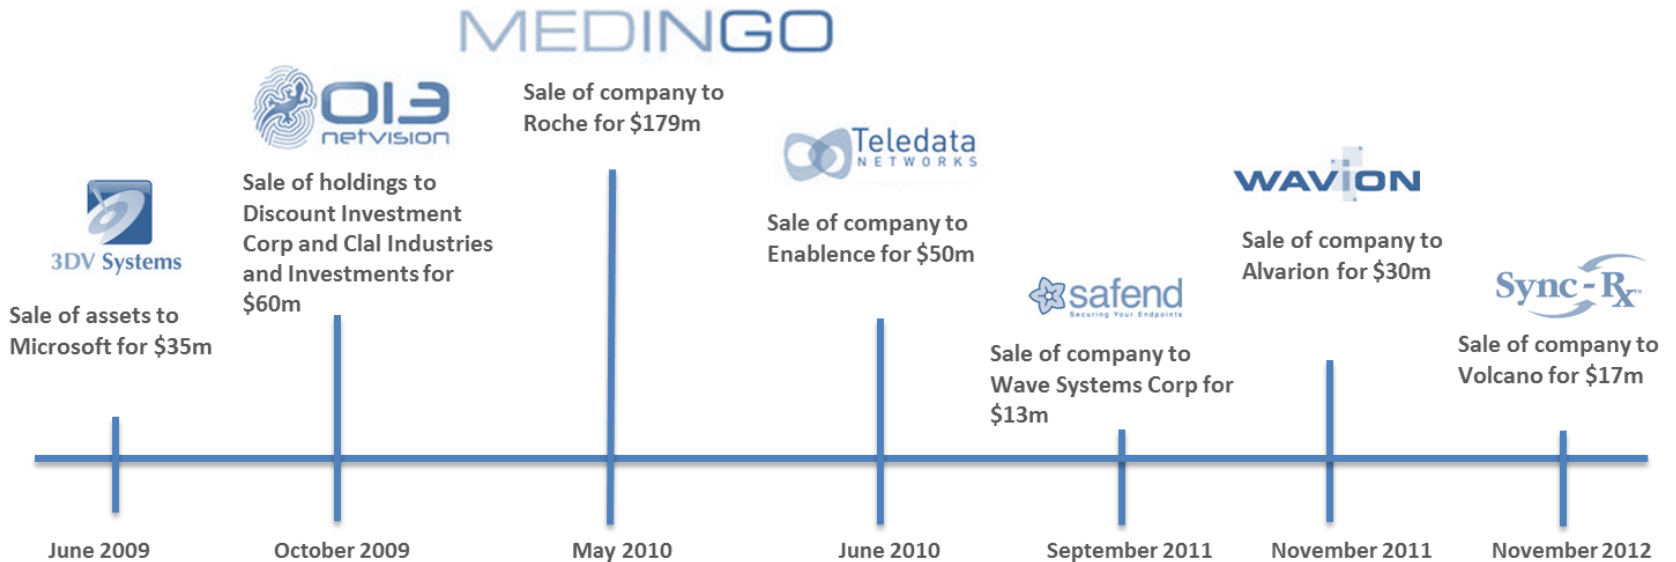 3DV Systems
Sale of assets to
Microsoft for $35m
June 2009
013
netvision
Sale of holdings to
Discount Investment
Corp and Clal Industries
and Investments for
$60m
October 2009
MEDINGO
Sale of company to
Roche for $179m
May 2010
Teledata
NETWORKS
Sale of company to
Enablence for $50m
June 2010
safend
Securing Your Endpoints
Sale of company to
Wave Systems Corp for
$13m
September 2011
WAVION
Sale of company to
Alvarion for $30m
November 2011
Sync-Rx™
Sale of company to
Volcano for $17m
November 2012